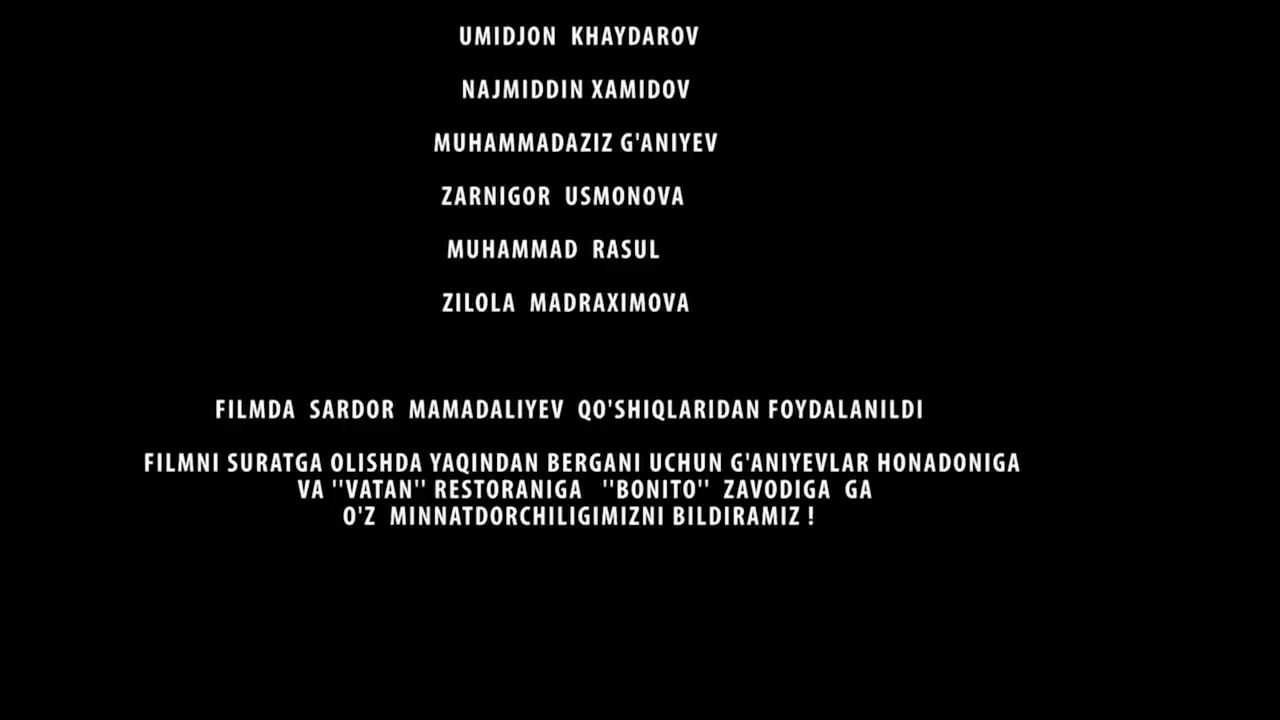 UMIDJON KHAYDAROV
NAJMIDDIN XAMIDOV
MUHAMMADAZIZ G'ANIYEV
ZARNIGOR USMONOVA
MUHAMMAD RASUL
ZILOLA MADRAXIMOVA
FILMDA SARDOR MAMADALIYEV QO'SHIQLARIDAN FOYDALANILDI
FILMNI SURATGA OLISHDA YAQINDAN BERGANI UCHUN G'ANIYEVLAR HONADONIGA
VA ''VATAN'' RESTORANIGA ''BONITO'' ZAVODIGA GA
O'Z MINNATDORCHILIGIMIZNI BILDIRAMIZ !